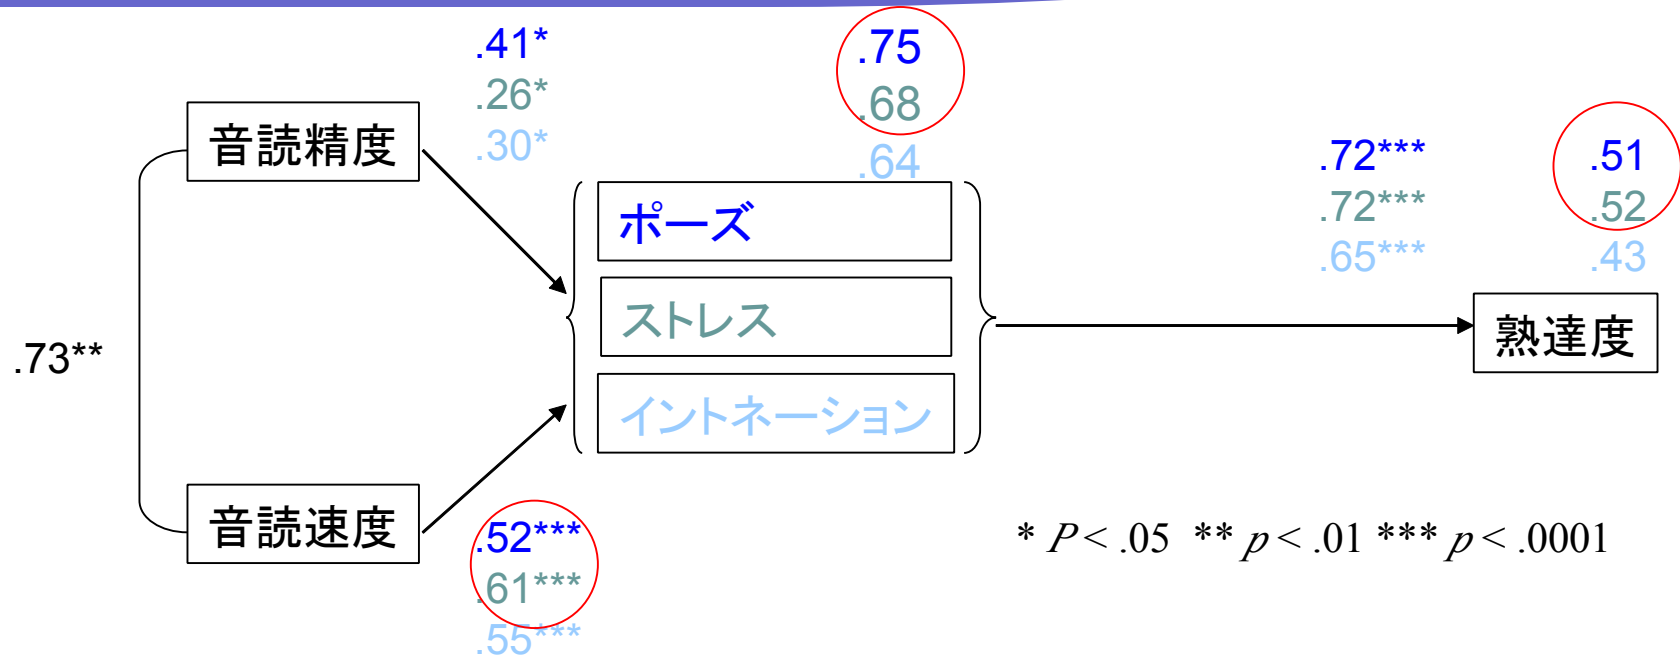 .41*
.26*
.30*
.75
.68
.64
音読精度
.72***
.72***
.65***
.51
.52
.43
ポーズ
ストレス
イントネーション
熟達度
.73**
音読速度
.52***
.61***
.55***
* P < .05 ** p < .01 *** p < .0001